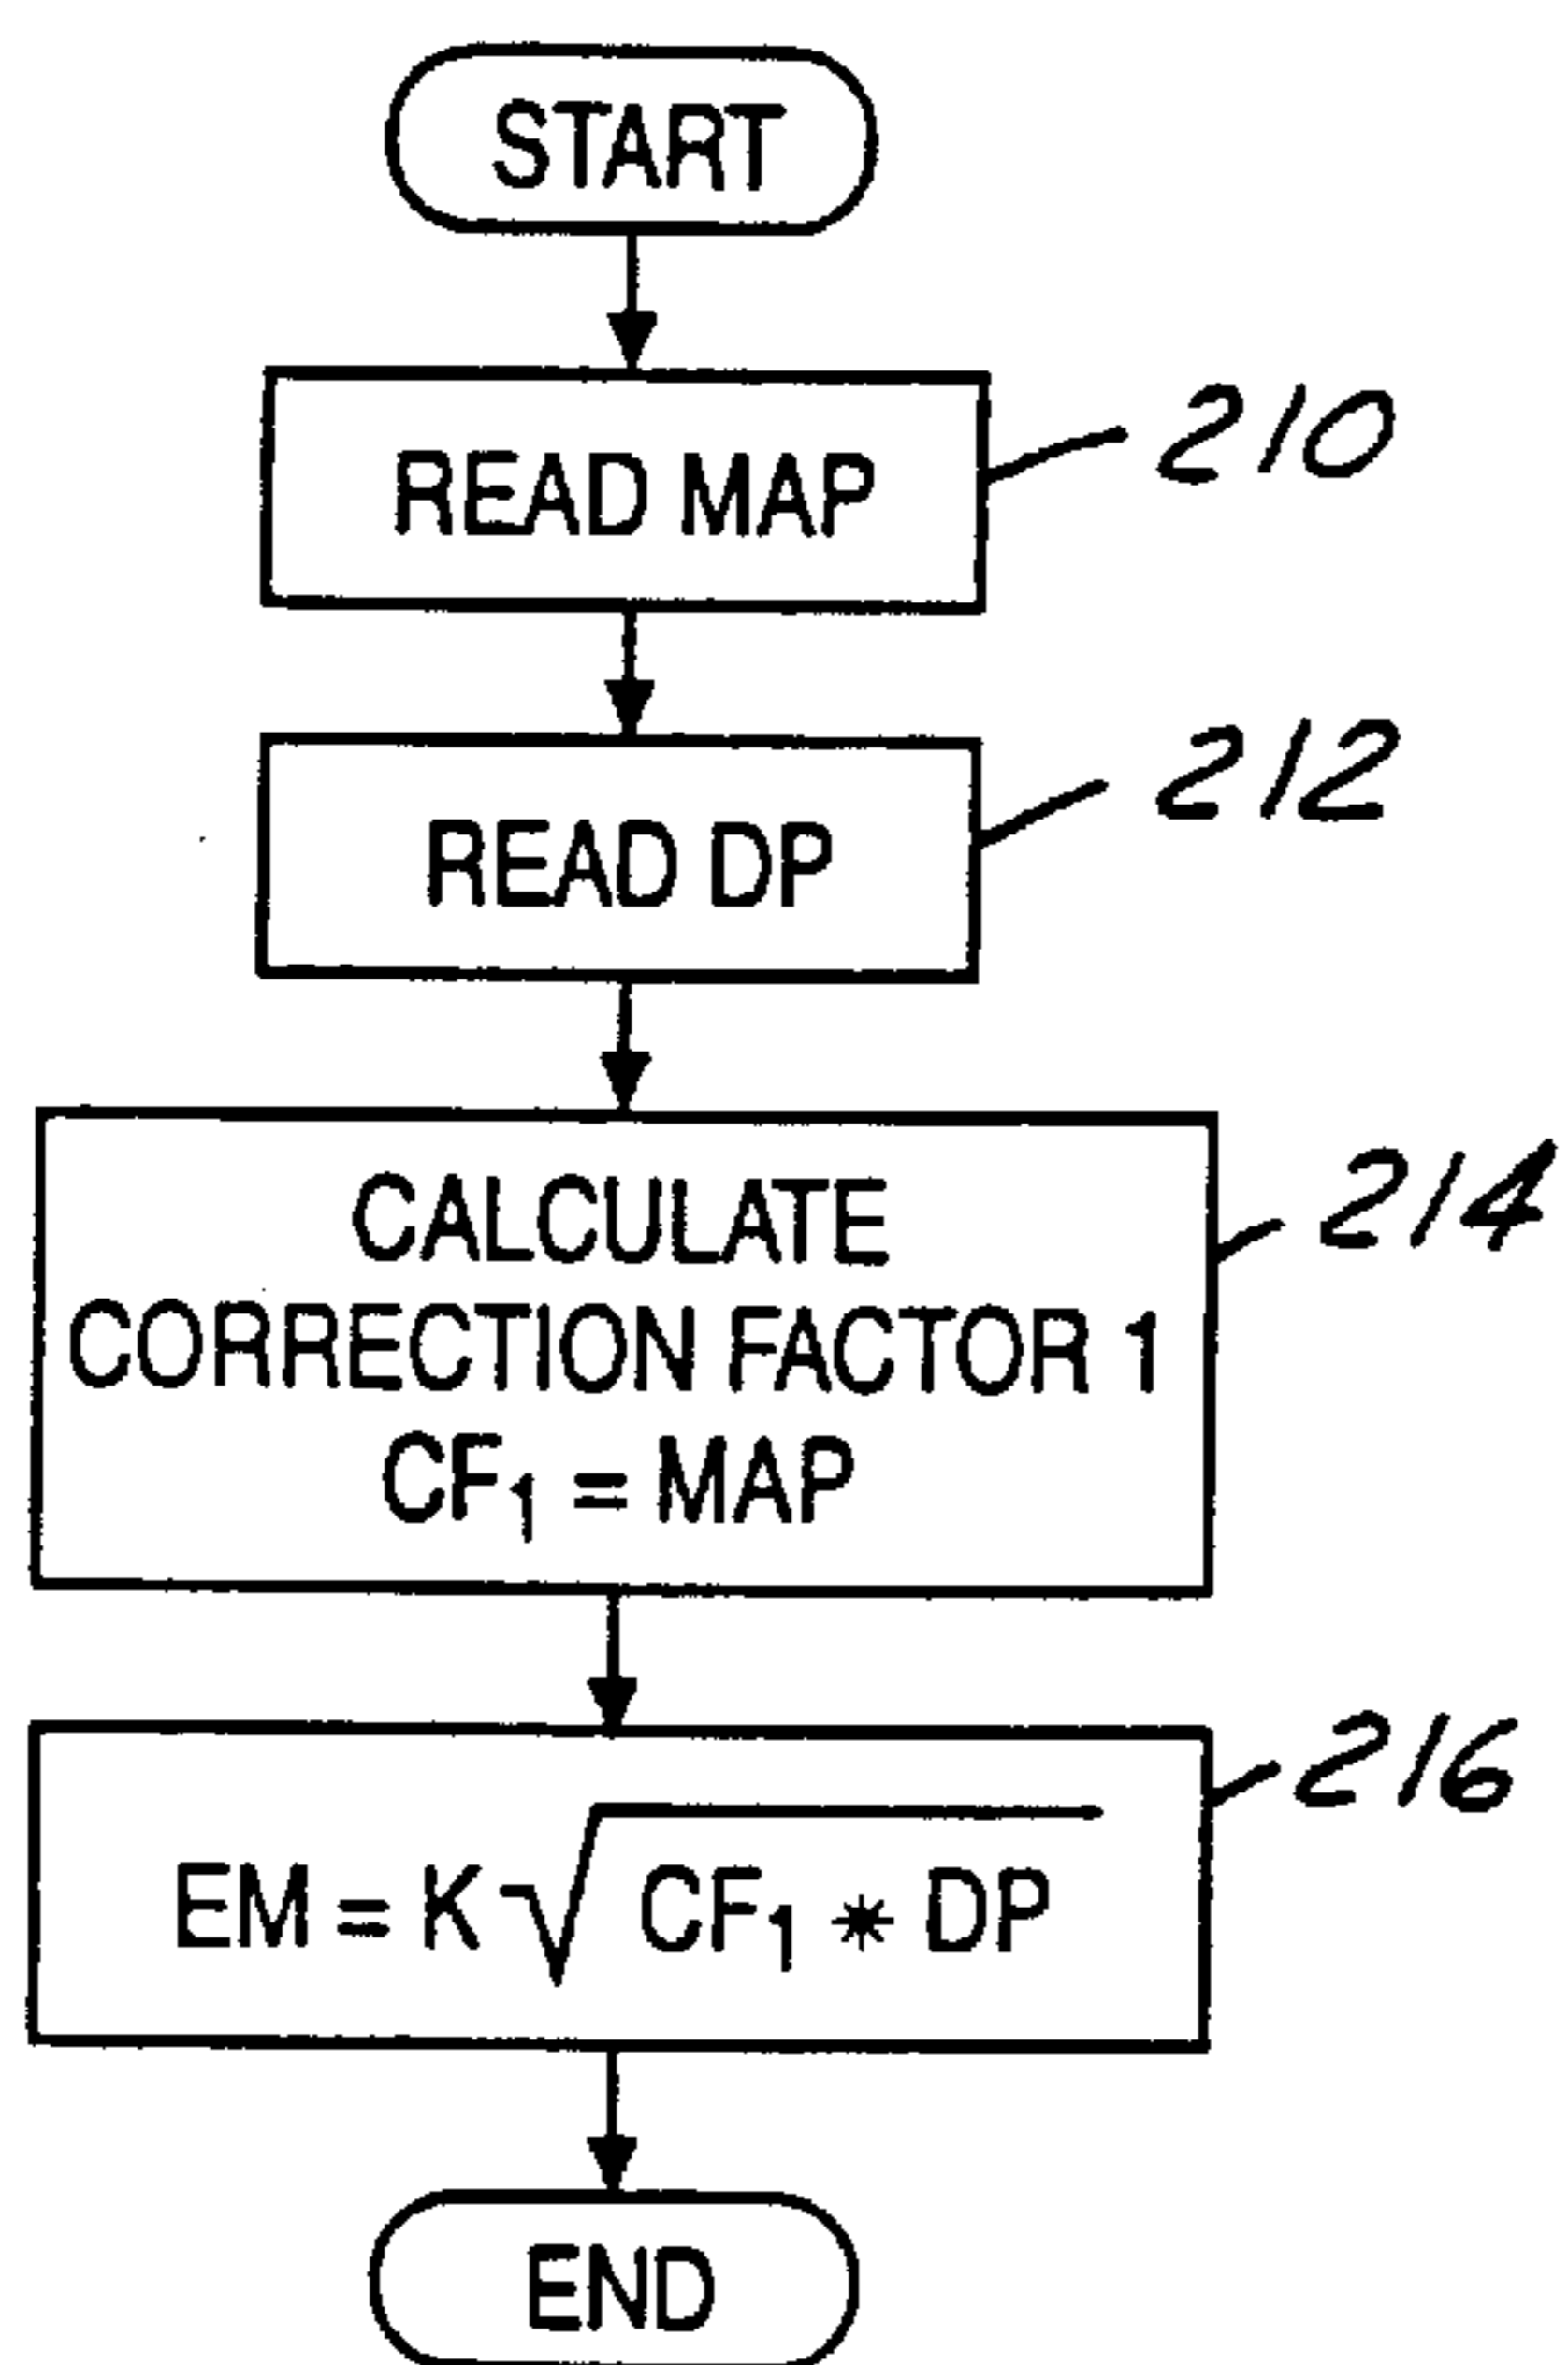 START
READ MAP
210
READ DP
212
CALCULATE
CORRECTION FACTOR 1
CF₁ = MAP
214
EM = K√CF₁ * DP
216
END